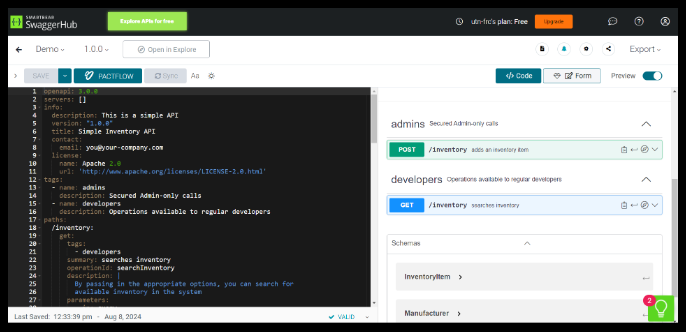 SMARTBEAR
SwaggerHub
Explore APIs for free
utn-frc's plan: Free
Upgrade
Demo
1.0.0
Open in Explore
Export
SAVE
PACTFLOW
Sync
Aa
Code
Form
Preview
1 openapi: 3.0.0
2 servers: []
3 info:
4 description: This is a simple API
5 version: "1.0.0"
6 title: Simple Inventory API
7 contact:
8 email: you@your-company.com
9 license:
10 name: Apache 2.0
11 url: 'http://www.apache.org/licenses/LICENSE-2.0.html'
12 tags:
13 - name: admins
14 description: Secured Admin-only calls
15 - name: developers
16 description: Operations available to regular developers
17 paths:
18 /inventory:
19 get:
20 tags:
21 - developers
22 summary: searches inventory
23 operationId: searchInventory
24 description: |
25 By passing in the appropriate options, you can search for
26 available inventory in the system
27 parameters:
admins Secured Admin-only calls
POST /inventory adds an inventory item
developers Operations available to regular developers
GET /inventory searches inventory
Schemas
InventoryItem
Manufacturer
2
Last Saved: 12:33:39 pm - Aug 8, 2024
VALID